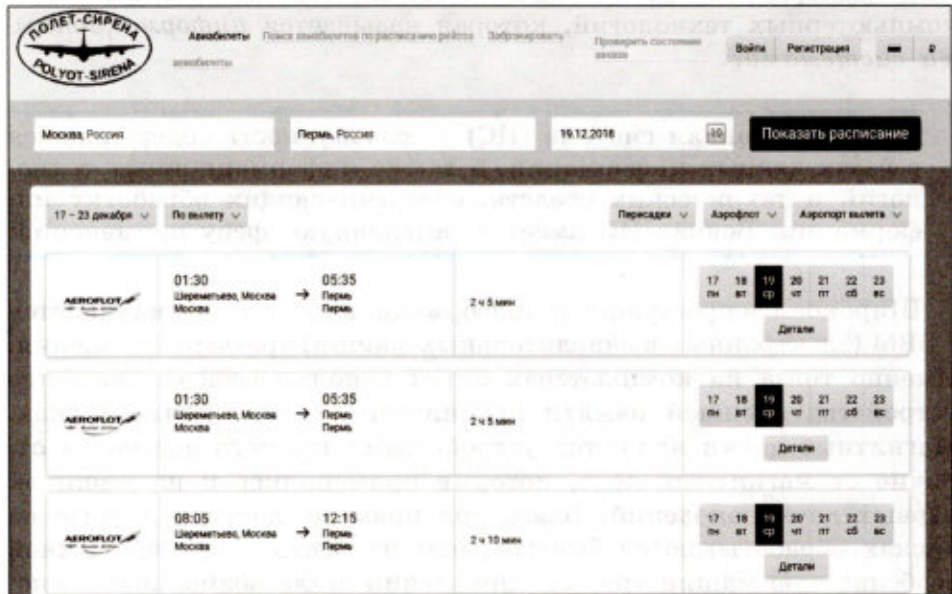 ПОЛЕТ-СИРЕНА
POLYOT-SIRENA
Авиабилеты Поиск авиабилетов по расписанию рейсов Забронировать
авиабилеты
Проверить состояние
заказа
Войти Регистрация
Москва, Россия Пермь, Россия 19.12.2018 Показать расписание
17 – 23 декабря По вылету Пересадки Аэрофлот Аэропорт вылета
AEROFLOT
01:30 → 05:35
Шереметьево, Москва Пермь
Москва Пермь
2 ч 5 мин
17 18 19 20 21 22 23
пн вт ср чт пт сб вс
Детали
AEROFLOT
01:30 → 05:35
Шереметьево, Москва Пермь
Москва Пермь
2 ч 5 мин
17 18 19 20 21 22 23
пн вт ср чт пт сб вс
Детали
AEROFLOT
08:05 → 12:15
Шереметьево, Москва Пермь
Москва Пермь
2 ч 10 мин
17 18 19 20 21 22 23
пн вт ср чт пт сб вс
Детали